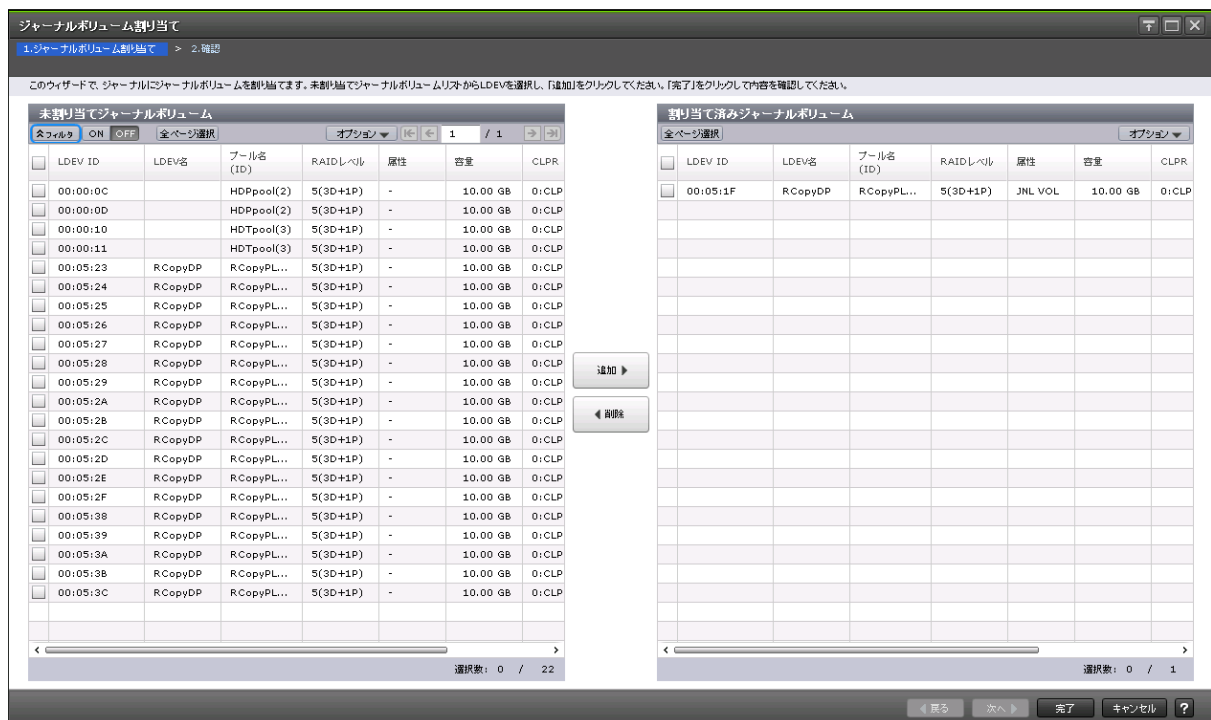 ジャーナルボリューム割り当て
1.ジャーナルボリューム割り当て > 2.確認
このウィザードで、ジャーナルにジャーナルボリュームを割り当てます。未割り当てジャーナルボリュームリストからLDEVを選択し、「追加」をクリックしてください。「完了」をクリックして内容を確認してください。
未割り当てジャーナルボリューム
フィルタ ON OFF 全ページ選択 オプション 1 / 1
LDEV ID LDEV名 プール名 (ID) RAIDレベル 属性 容量 CLPR
00:00:0C HDPpool(2) 5(3D+1P) - 10.00 GB 0:CLP
00:00:0D HDPpool(2) 5(3D+1P) - 10.00 GB 0:CLP
00:00:10 HDTpool(3) 5(3D+1P) - 10.00 GB 0:CLP
00:00:11 HDTpool(3) 5(3D+1P) - 10.00 GB 0:CLP
00:05:23 RCopyDP RCopyPL... 5(3D+1P) - 10.00 GB 0:CLP
00:05:24 RCopyDP RCopyPL... 5(3D+1P) - 10.00 GB 0:CLP
00:05:25 RCopyDP RCopyPL... 5(3D+1P) - 10.00 GB 0:CLP
00:05:26 RCopyDP RCopyPL... 5(3D+1P) - 10.00 GB 0:CLP
00:05:27 RCopyDP RCopyPL... 5(3D+1P) - 10.00 GB 0:CLP
00:05:28 RCopyDP RCopyPL... 5(3D+1P) - 10.00 GB 0:CLP
00:05:29 RCopyDP RCopyPL... 5(3D+1P) - 10.00 GB 0:CLP
00:05:2A RCopyDP RCopyPL... 5(3D+1P) - 10.00 GB 0:CLP
00:05:2B RCopyDP RCopyPL... 5(3D+1P) - 10.00 GB 0:CLP
00:05:2C RCopyDP RCopyPL... 5(3D+1P) - 10.00 GB 0:CLP
00:05:2D RCopyDP RCopyPL... 5(3D+1P) - 10.00 GB 0:CLP
00:05:2E RCopyDP RCopyPL... 5(3D+1P) - 10.00 GB 0:CLP
00:05:2F RCopyDP RCopyPL... 5(3D+1P) - 10.00 GB 0:CLP
00:05:38 RCopyDP RCopyPL... 5(3D+1P) - 10.00 GB 0:CLP
00:05:39 RCopyDP RCopyPL... 5(3D+1P) - 10.00 GB 0:CLP
00:05:3A RCopyDP RCopyPL... 5(3D+1P) - 10.00 GB 0:CLP
00:05:3B RCopyDP RCopyPL... 5(3D+1P) - 10.00 GB 0:CLP
00:05:3C RCopyDP RCopyPL... 5(3D+1P) - 10.00 GB 0:CLP
選択数: 0 / 22
追加
削除
割り当て済みジャーナルボリューム
全ページ選択 オプション
LDEV ID LDEV名 プール名 (ID) RAIDレベル 属性 容量 CLPR
00:05:1F RCopyDP RCopyPL... 5(3D+1P) JNL VOL 10.00 GB 0:CLP
選択数: 0 / 1
戻る 次へ 完了 キャンセル ?